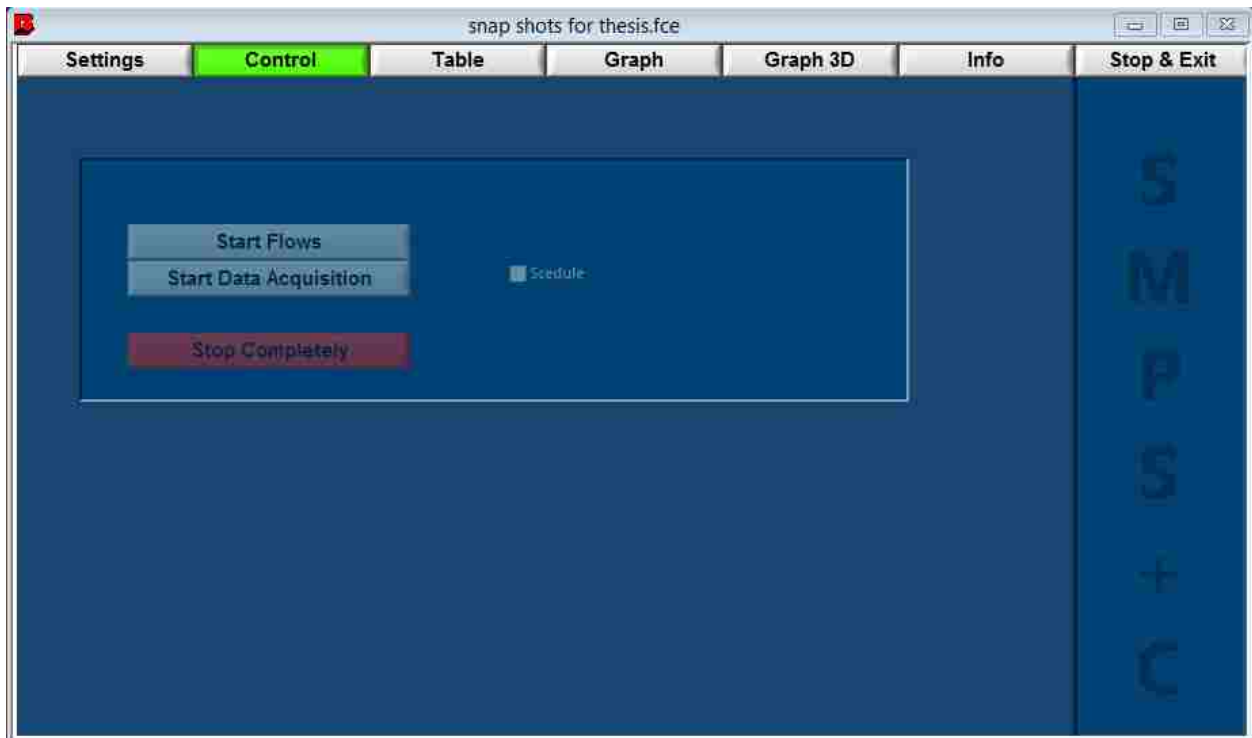 snap shots for thesis.fce
Settings Control Table Graph Graph 3D Info Stop & Exit
Start Flows
Start Data Acquisition
Scedule
Stop Completely
S
M
P
S
+
C